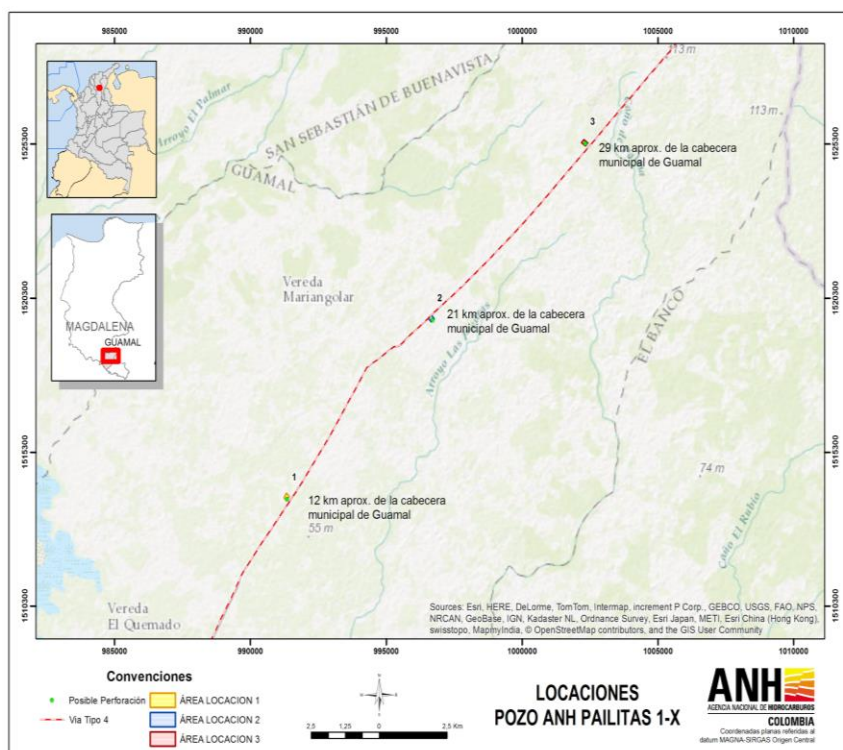 985000 990000 995000 1000000 1005000 1010000
1525300
1520300
1515300
1510300
1525300
1520300
1515300
1510300
Arroyo El Palmar
SAN SEBASTIÁN DE BUENAVISTA
GUAMAL
113 m
113 m
3
29 km aprox. de la cabecera
municipal de Guamal
Vereda
Mariangolar
2
21 km aprox. de la cabecera
municipal de Guamal
Arroyo Las
EL BANCO
MAGDALENA
GUAMAL
1
12 km aprox. de la cabecera
municipal de Guamal
55 m
74 m
Caño El Rubio
Vereda
El Quemado
Sources: Esri, HERE, DeLorme, TomTom, Intermap, increment P Corp., GEBCO, USGS, FAO, NPS,
NRCAN, GeoBase, IGN, Kadaster NL, Ordnance Survey, Esri Japan, METI, Esri China (Hong Kong),
swisstopo, MapmyIndia, © OpenStreetMap contributors, and the GIS User Community
985000 990000 995000 1000000 1005000 1010000
Convenciones
Posible Perforación
Via Tipo 4
ÁREA LOCACION 1
ÁREA LOCACION 2
ÁREA LOCACION 3
2,5 1,25 0 2,5 Km
LOCACIONES
POZO ANH PAILITAS 1-X
ANH
AGENCIA NACIONAL DE HIDROCARBUROS
COLOMBIA
Coordenadas planas referidas al
datum MAGNA-SIRGAS Origen Central